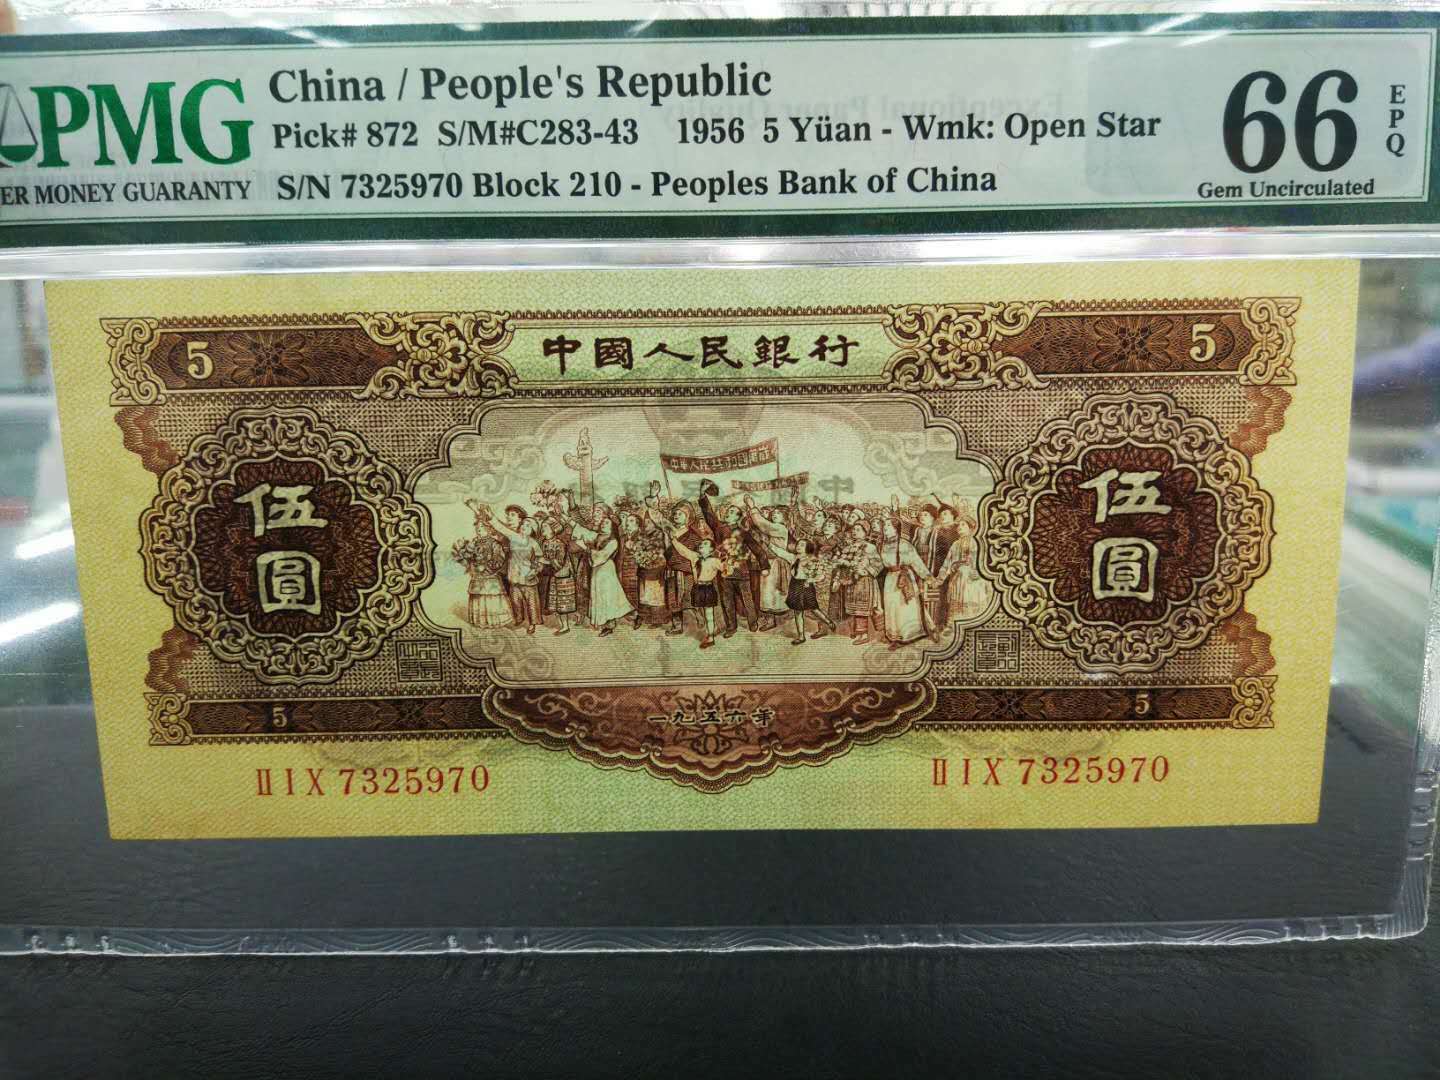 PMG
ER MONEY GUARANTY
China / People's Republic
Pick# 872 S/M#C283-43 1956 5 Yüan - Wmk: Open Star
S/N 7325970 Block 210 - Peoples Bank of China
66
EPQ
Gem Uncirculated
5
中國人民銀行
5
伍圓
伍圓
5
一九五六年
5
II I X 7325970
II I X 7325970